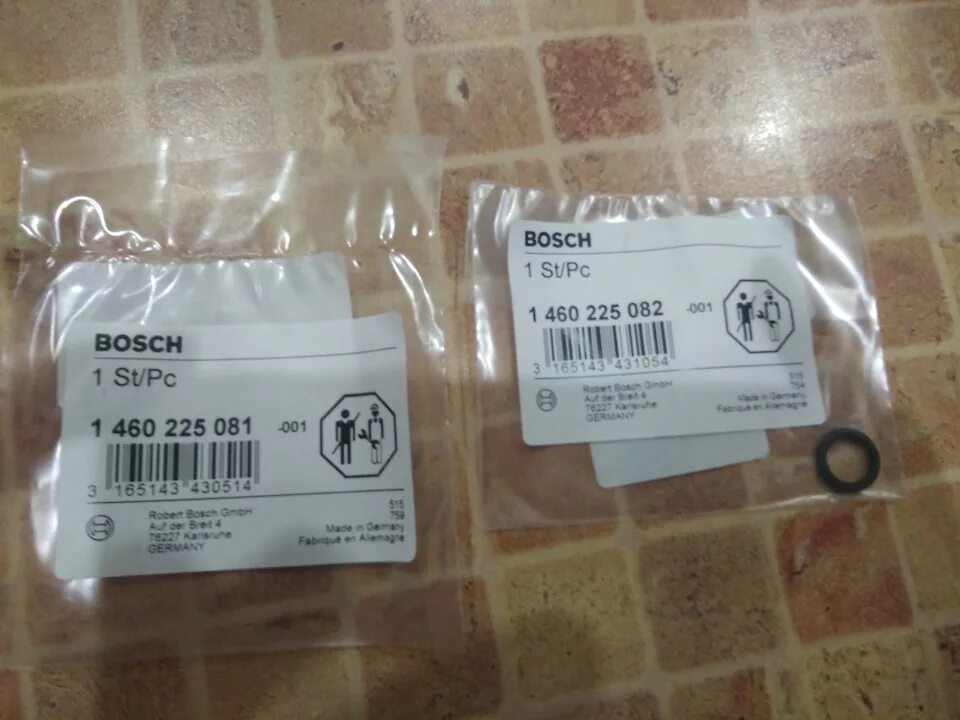 BOSCH
1 St/Pc
1 460 225 081 -001
3 165143 430514
Robert Bosch GmbH
Auf der Breit 4
76227 Karlsruhe
GERMANY
515
759
Made in Germany
Fabriqué en Allemagne
BOSCH
1 St/Pc
1 460 225 082 -001
3 165143 431054
Robert Bosch GmbH
Auf der Breit 4
76227 Karlsruhe
GERMANY
515
754
Made in Germany
Fabriqué en Allemagne